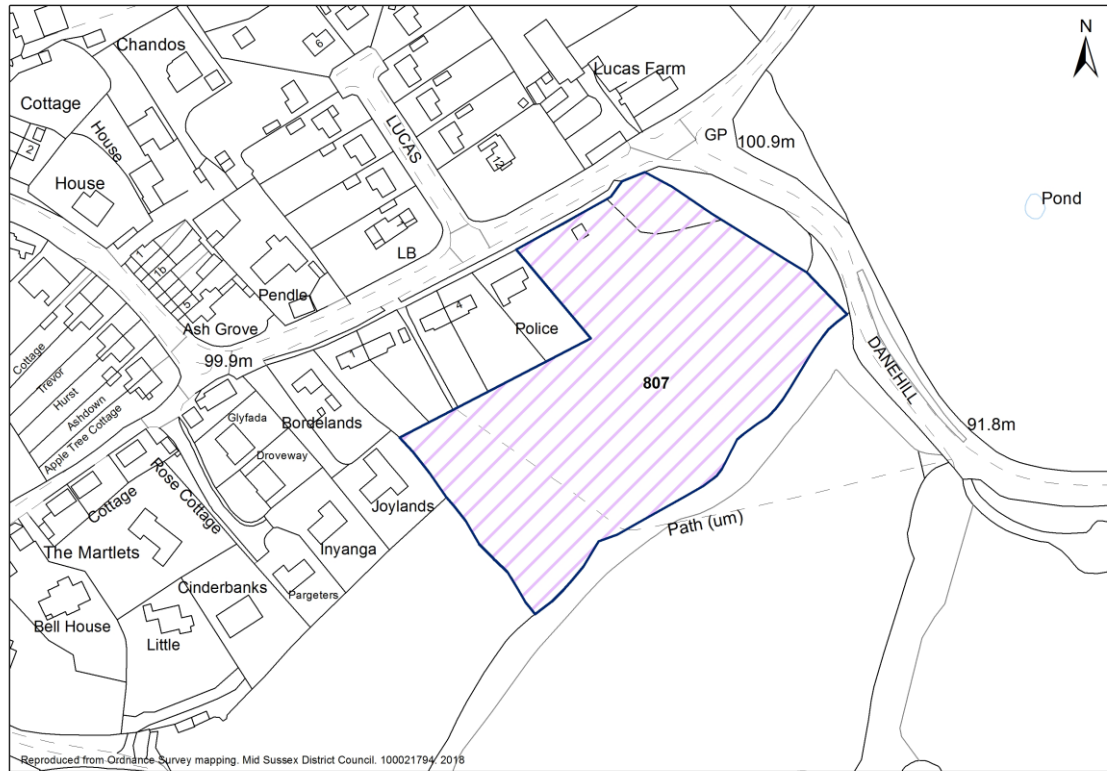 N
Chandos
6
Lucas Farm
Cottage
House
LUCAS
GP
100.9m
2
House
12
Pond
LB
1
1b
5
Pendle
4
Police
Ash Grove
99.9m
Cottage
Trevor
Hurst
Ashdown
Apple Tree Cottage
1
Glyfada
Bordelands
Droveway
807
DANEHILL
91.8m
Rose Cottage
Cottage
Joylands
Path (um)
The Martlets
Inyanga
Cinderbanks
Pargeters
Bell House
Little
Reproduced from Ordnance Survey mapping. Mid Sussex District Council. 100021794. 2018